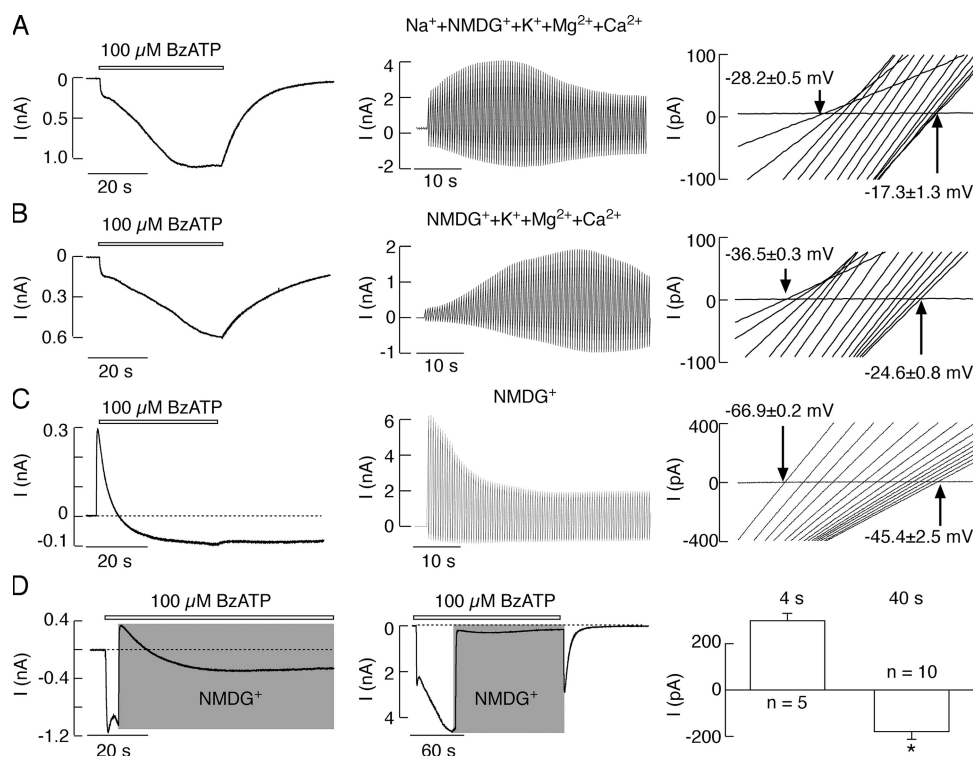 A
Na⁺+NMDG⁺+K⁺+Mg²⁺+Ca²⁺
100 µM BzATP
I (nA)
0
0.5
1.0
20 s
I (nA)
4
2
0
-2
10 s
I (pA)
100
0
-100
-28.2±0.5 mV
-17.3±1.3 mV
B
NMDG⁺+K⁺+Mg²⁺+Ca²⁺
100 µM BzATP
I (nA)
0
0.3
0.6
20 s
I (nA)
2
1
0
-1
10 s
I (pA)
100
0
-100
-36.5±0.3 mV
-24.6±0.8 mV
C
NMDG⁺
100 µM BzATP
I (nA)
0.3
0
-0.1
20 s
I (nA)
6
4
2
0
10 s
I (pA)
400
0
-400
-66.9±0.2 mV
-45.4±2.5 mV
D
100 µM BzATP
I (nA)
0.4
-0.4
-1.2
NMDG⁺
20 s
100 µM BzATP
I (nA)
0
2
4
NMDG⁺
60 s
4 s
40 s
I (pA)
200
0
-200
n = 5
n = 10
*